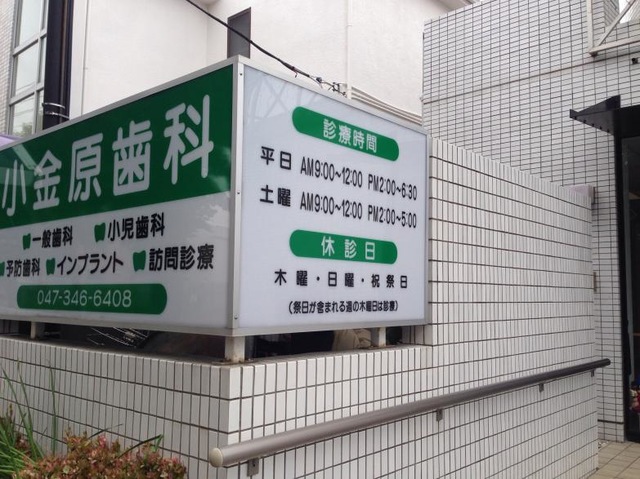 小金原歯科
一般歯科 小児歯科
予防歯科 インプラント 訪問診療
047-346-6408
診療時間
平日 AM9:00~12:00 PM2:00~6:30
土曜 AM9:00~12:00 PM2:00~5:00
休診日
木曜・日曜・祝祭日
(祭日が含まれる週の木曜日は診療)